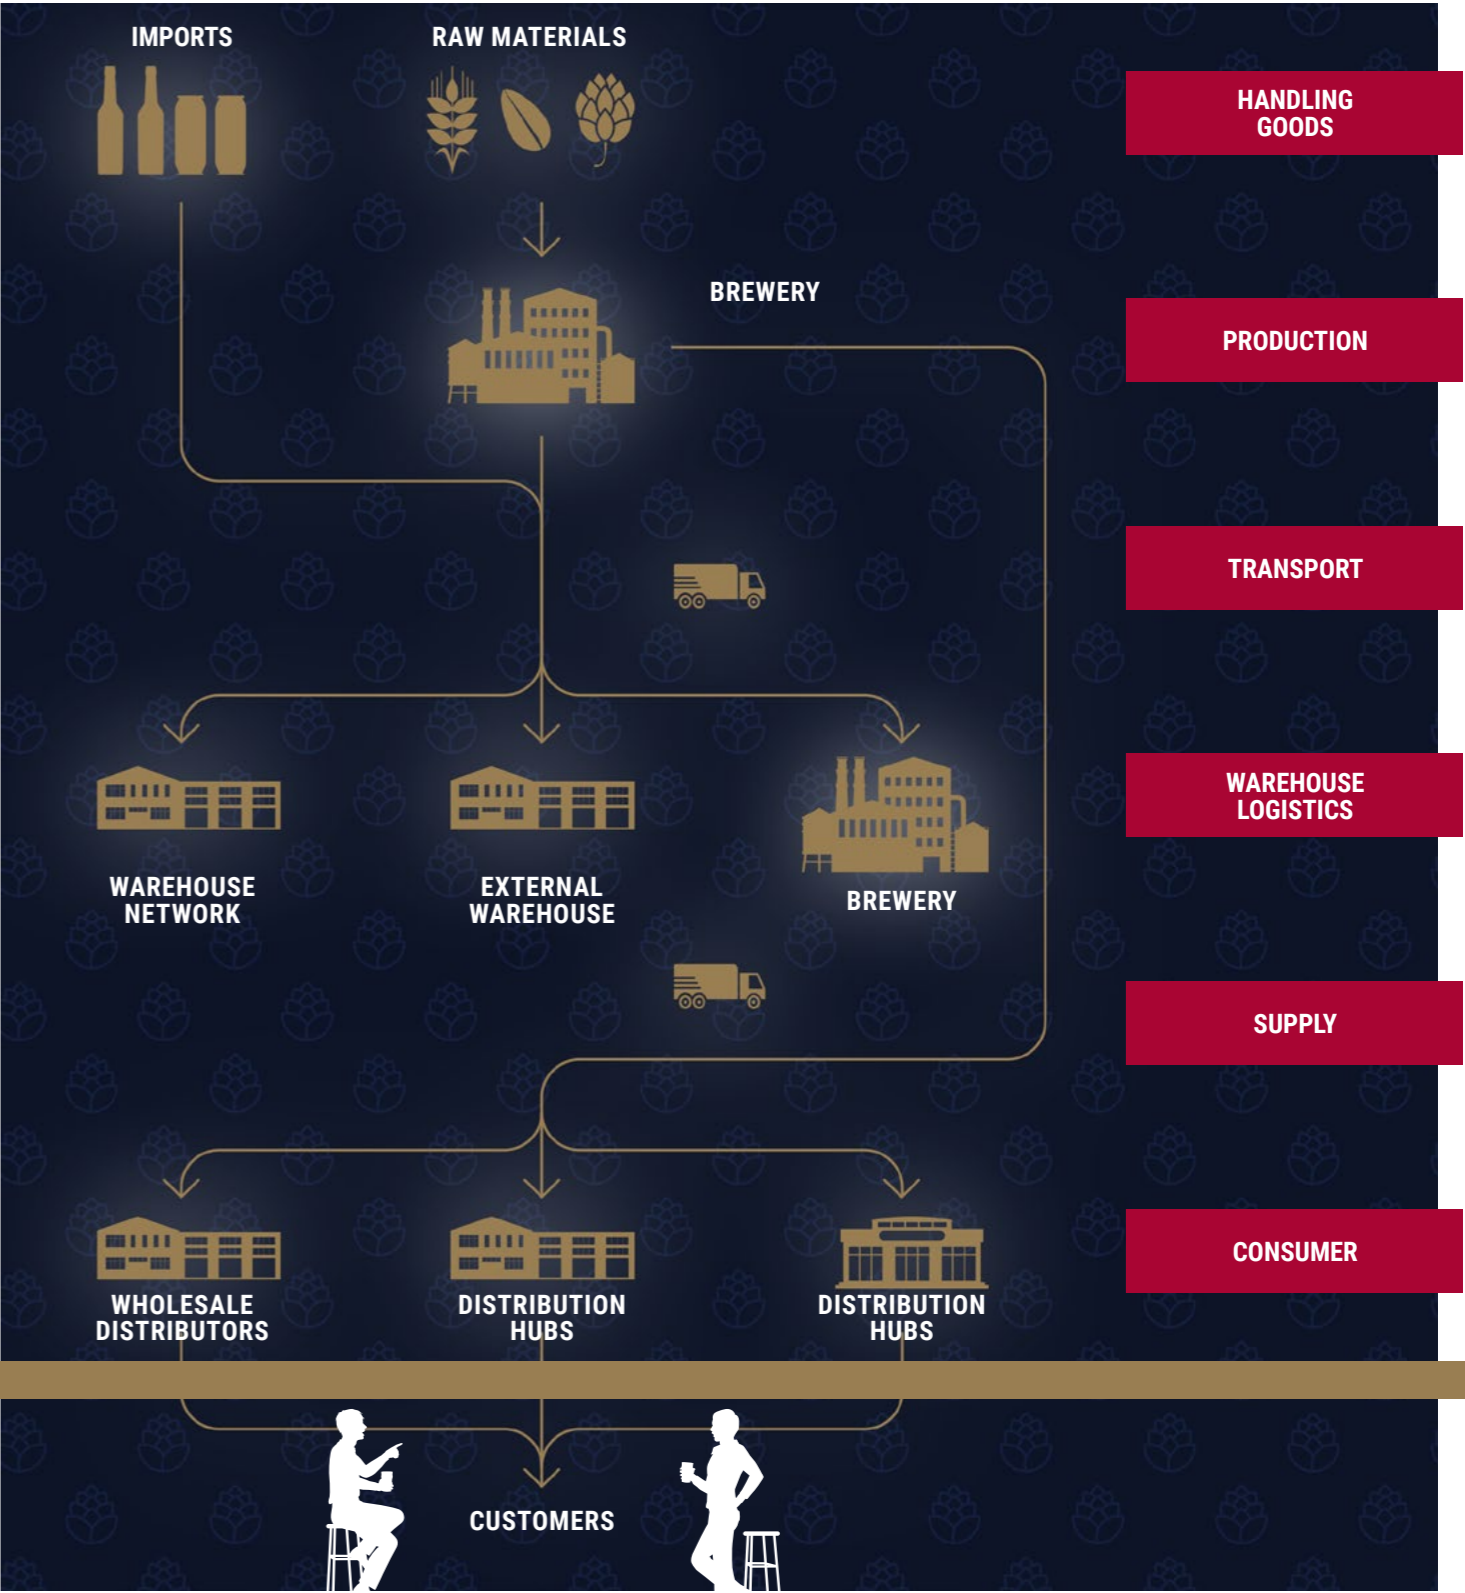 IMPORTS
RAW MATERIALS
HANDLING
GOODS
BREWERY
PRODUCTION
TRANSPORT
WAREHOUSE
LOGISTICS
WAREHOUSE
NETWORK
EXTERNAL
WAREHOUSE
BREWERY
SUPPLY
CONSUMER
WHOLESALE
DISTRIBUTORS
DISTRIBUTION
HUBS
DISTRIBUTION
HUBS
CUSTOMERS